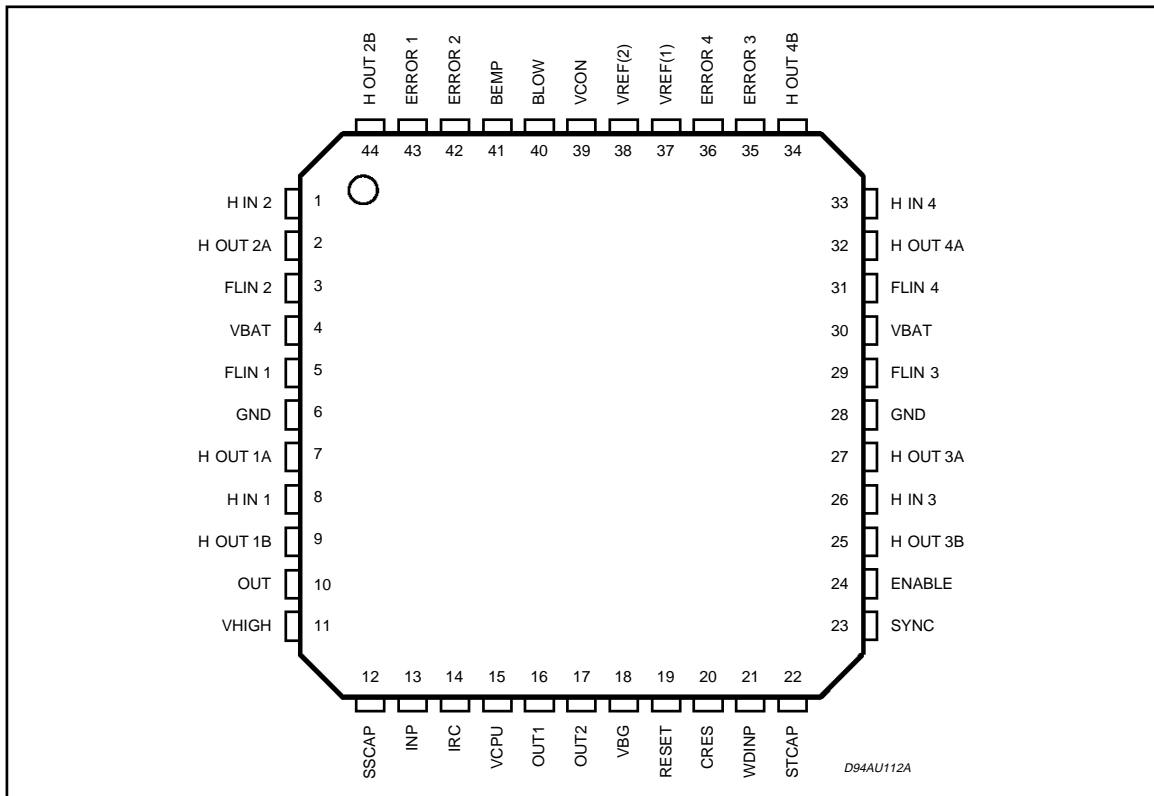 H OUT 2B
ERROR 1
ERROR 2
BEMP
BLOW
VCON
VREF(2)
VREF(1)
ERROR 4
ERROR 3
H OUT 4B
44 43 42 41 40 39 38 37 36 35 34
H IN 2 1 33 H IN 4
H OUT 2A 2 32 H OUT 4A
FLIN 2 3 31 FLIN 4
VBAT 4 30 VBAT
FLIN 1 5 29 FLIN 3
GND 6 28 GND
H OUT 1A 7 27 H OUT 3A
H IN 1 8 26 H IN 3
H OUT 1B 9 25 H OUT 3B
OUT 10 24 ENABLE
VHIGH 11 23 SYNC
12 13 14 15 16 17 18 19 20 21 22
SSCAP
INP
IRC
VCPU
OUT1
OUT2
VBG
RESET
CRES
WDINP
STCAP
D94AU112A